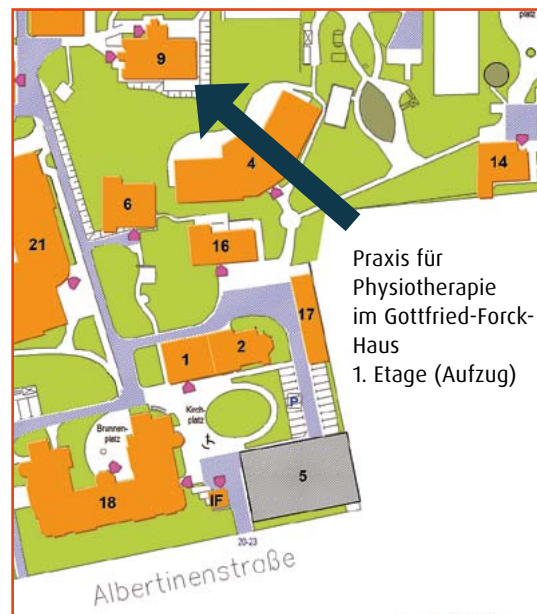 platz
9
4
14
6
21
16
Praxis für
Physiotherapie
im Gottfried-Forck-
Haus
1. Etage (Aufzug)
17
1
2
P
Kirch-
platz
Brunnen-
platz
5
18
IF
20-23
Albertinenstraße